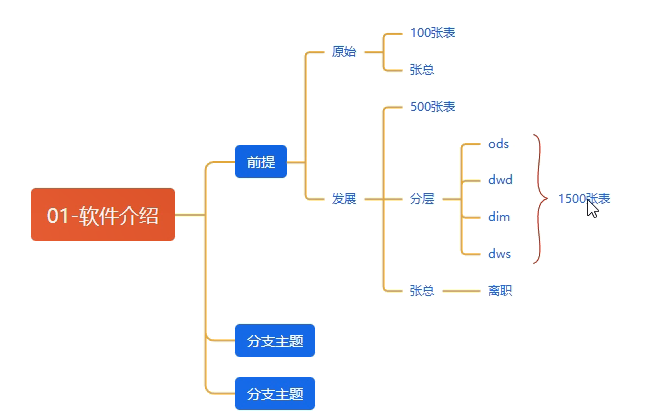 01-软件介绍
前提
原始
100张表
张总
发展
500张表
分层
ods
dwd
dim
dws
1500张表
张总
离职
分支主题
分支主题